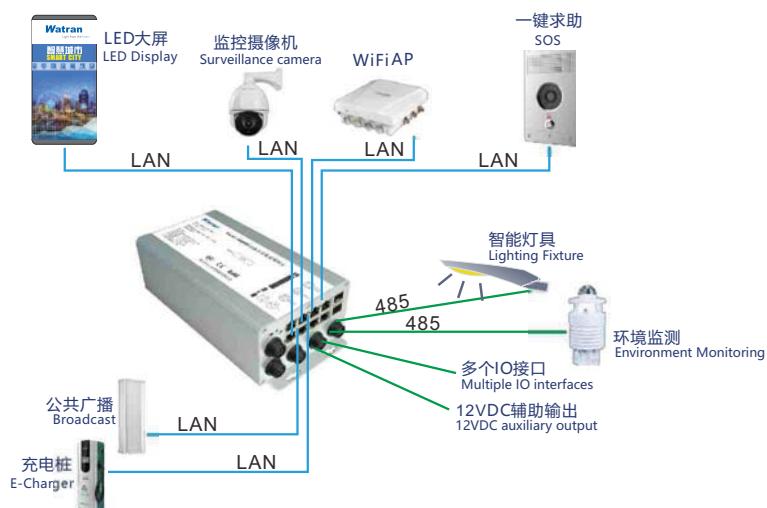 LED大屏
LED Display
监控摄像机
Surveillance camera
WiFiAP
一键求助
SOS
Watran
智慧城市
SMART CITY
LAN
LAN
LAN
LAN
Watran
智能灯具
Lighting Fixture
485
485
环境监测
Environment Monitoring
多个IO接口
Multiple IO interfaces
12VDC辅助输出
12VDC auxiliary output
公共广播
Broadcast
LAN
充电桩
E-Charger
LAN